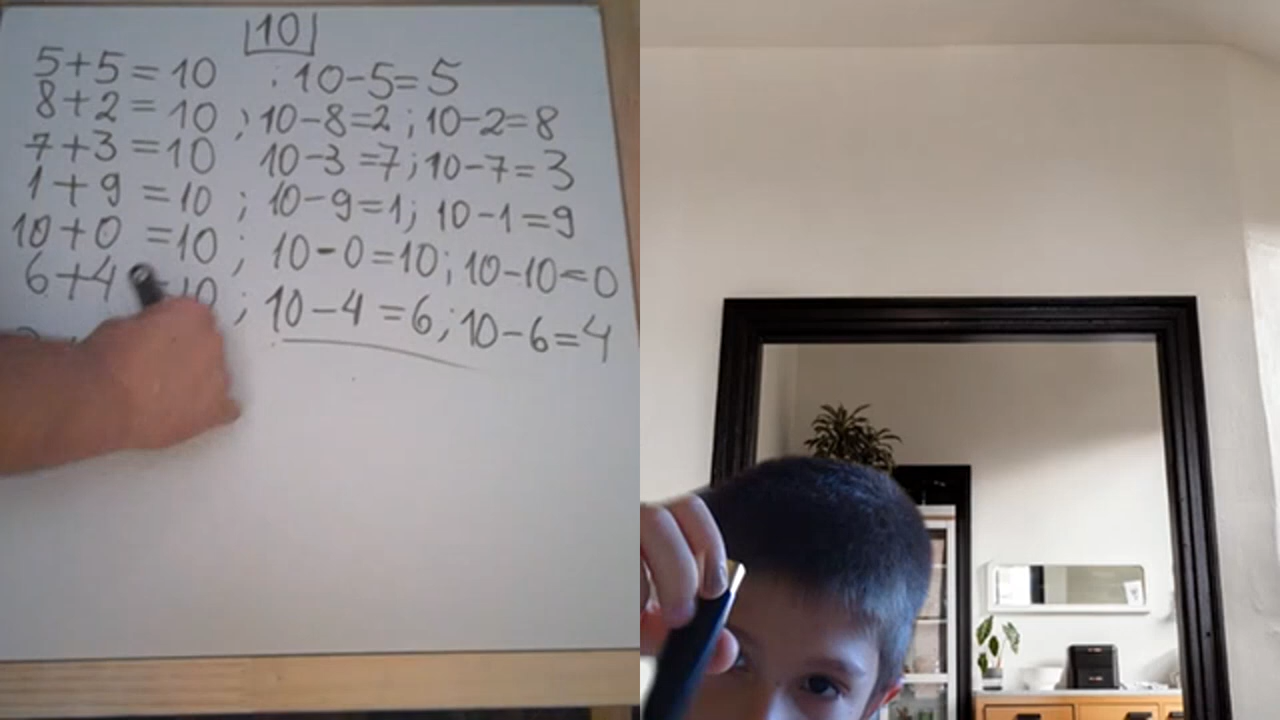 10
5+5=10 ; 10-5=5
8+2=10 ; 10-8=2 ; 10-2=8
7+3=10 10-3=7; 10-7=3
1+9=10 ; 10-9=1; 10-1=9
10+0=10 ; 10-0=10; 10-10=0
6+4=10 ; 10-4=6; 10-6=4